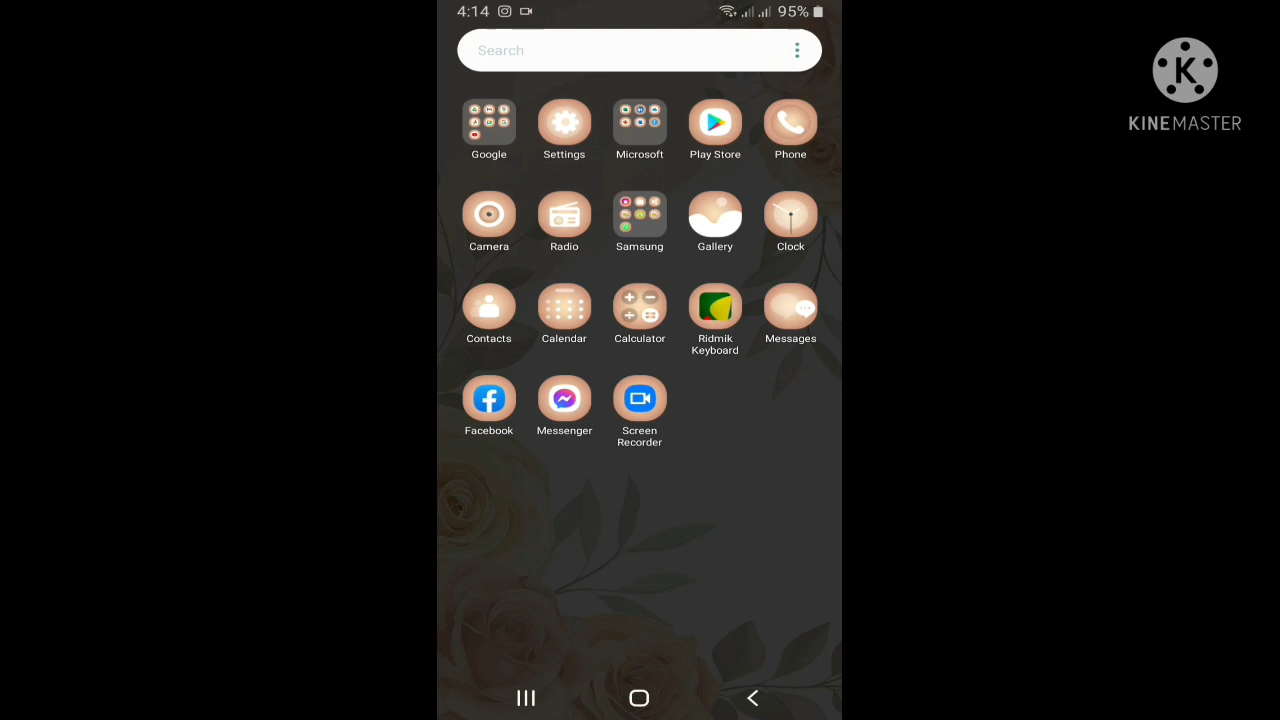 4:14 95%
Search
KINEMASTER
Google Settings Microsoft Play Store Phone
Camera Radio Samsung Gallery Clock
Contacts Calendar Calculator Ridmik Keyboard Messages
Facebook Messenger Screen Recorder